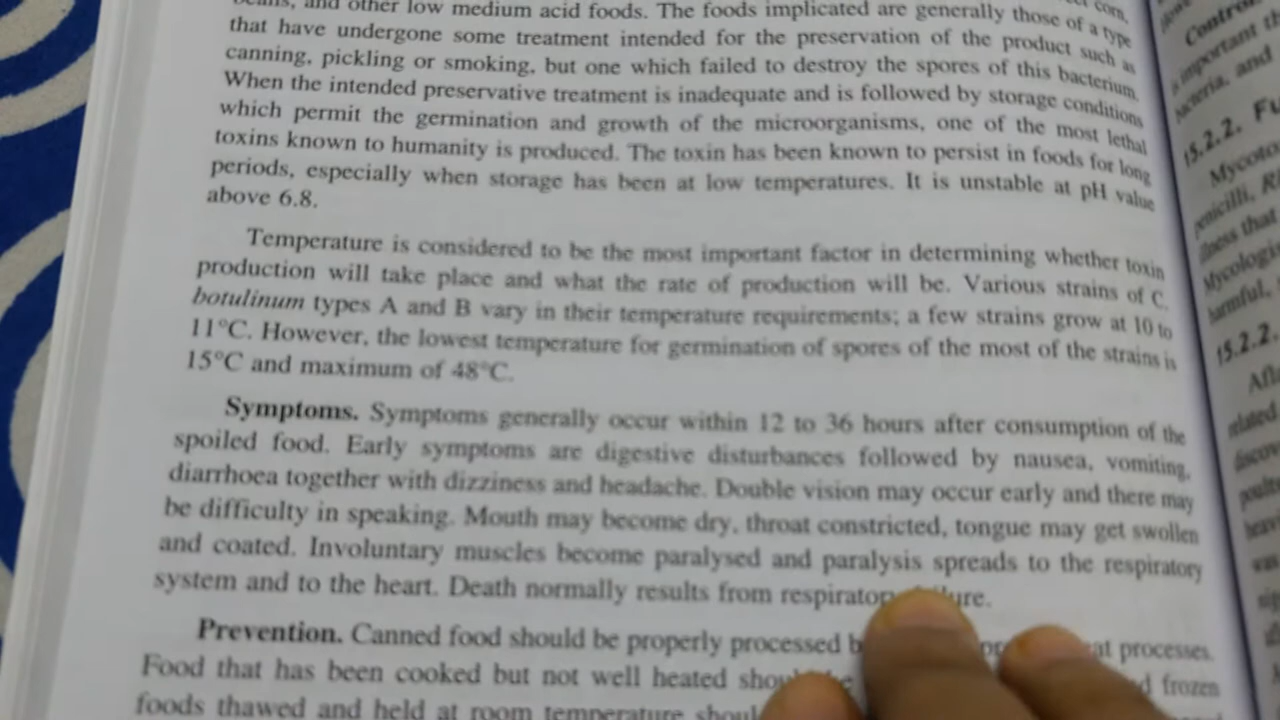 and other low medium acid foods. The foods implicated are generally those of a type
that have undergone some treatment intended for the preservation of the product such as
canning, pickling or smoking, but one which failed to destroy the spores of this bacterium.
When the intended preservative treatment is inadequate and is followed by storage conditions
which permit the germination and growth of the microorganisms, one of the most lethal
toxins known to humanity is produced. The toxin has been known to persist in foods for long
periods, especially when storage has been at low temperatures. It is unstable at pH value
above 6.8.
Temperature is considered to be the most important factor in determining whether toxin
production will take place and what the rate of production will be. Various strains of C.
botulinum types A and B vary in their temperature requirements; a few strains grow at 10 to
11°C. However, the lowest temperature for germination of spores of the most of the strains is
15°C and maximum of 48°C.
Symptoms. Symptoms generally occur within 12 to 36 hours after consumption of the
spoiled food. Early symptoms are digestive disturbances followed by nausea, vomiting,
diarrhoea together with dizziness and headache. Double vision may occur early and there may
be difficulty in speaking. Mouth may become dry, throat constricted, tongue may get swollen
and coated. Involuntary muscles become paralysed and paralysis spreads to the respiratory
system and to the heart. Death normally results from
Prevention. Canned food should be properly processed processes.
Food that has been cooked but not well heated frozen
foods thawed and held at room temperature
15.2.2.
and
15.2.2.